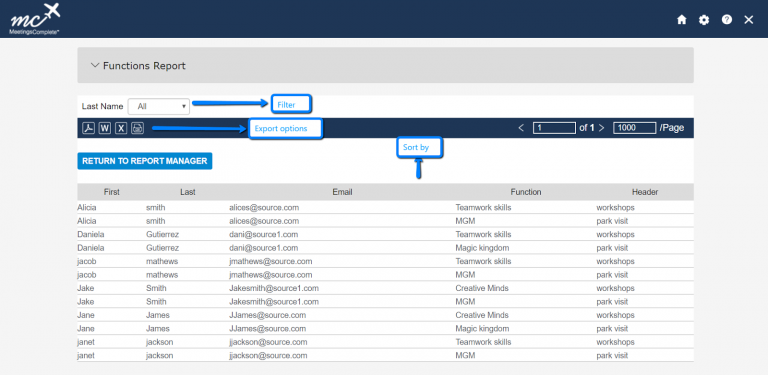 mc
MeetingsComplete™
Functions Report
Last Name All Filter
W X Export options < 1 of 1 > 1000 /Page
Sort by
RETURN TO REPORT MANAGER
First Last Email Function Header
Alicia smith alices@source.com Teamwork skills workshops
Alicia smith alices@source.com MGM park visit
Daniela Gutierrez dani@source1.com Teamwork skills workshops
Daniela Gutierrez dani@source1.com Magic kingdom park visit
jacob mathews jmathews@source.com Teamwork skills workshops
jacob mathews jmathews@source.com MGM park visit
Jake Smith Jakesmith@source1.com Creative Minds workshops
Jake Smith Jakesmith@source1.com MGM park visit
Jane James JJames@source.com Creative Minds workshops
Jane James JJames@source.com Magic kingdom park visit
janet jackson jjackson@source.com Teamwork skills workshops
janet jackson jjackson@source.com MGM park visit